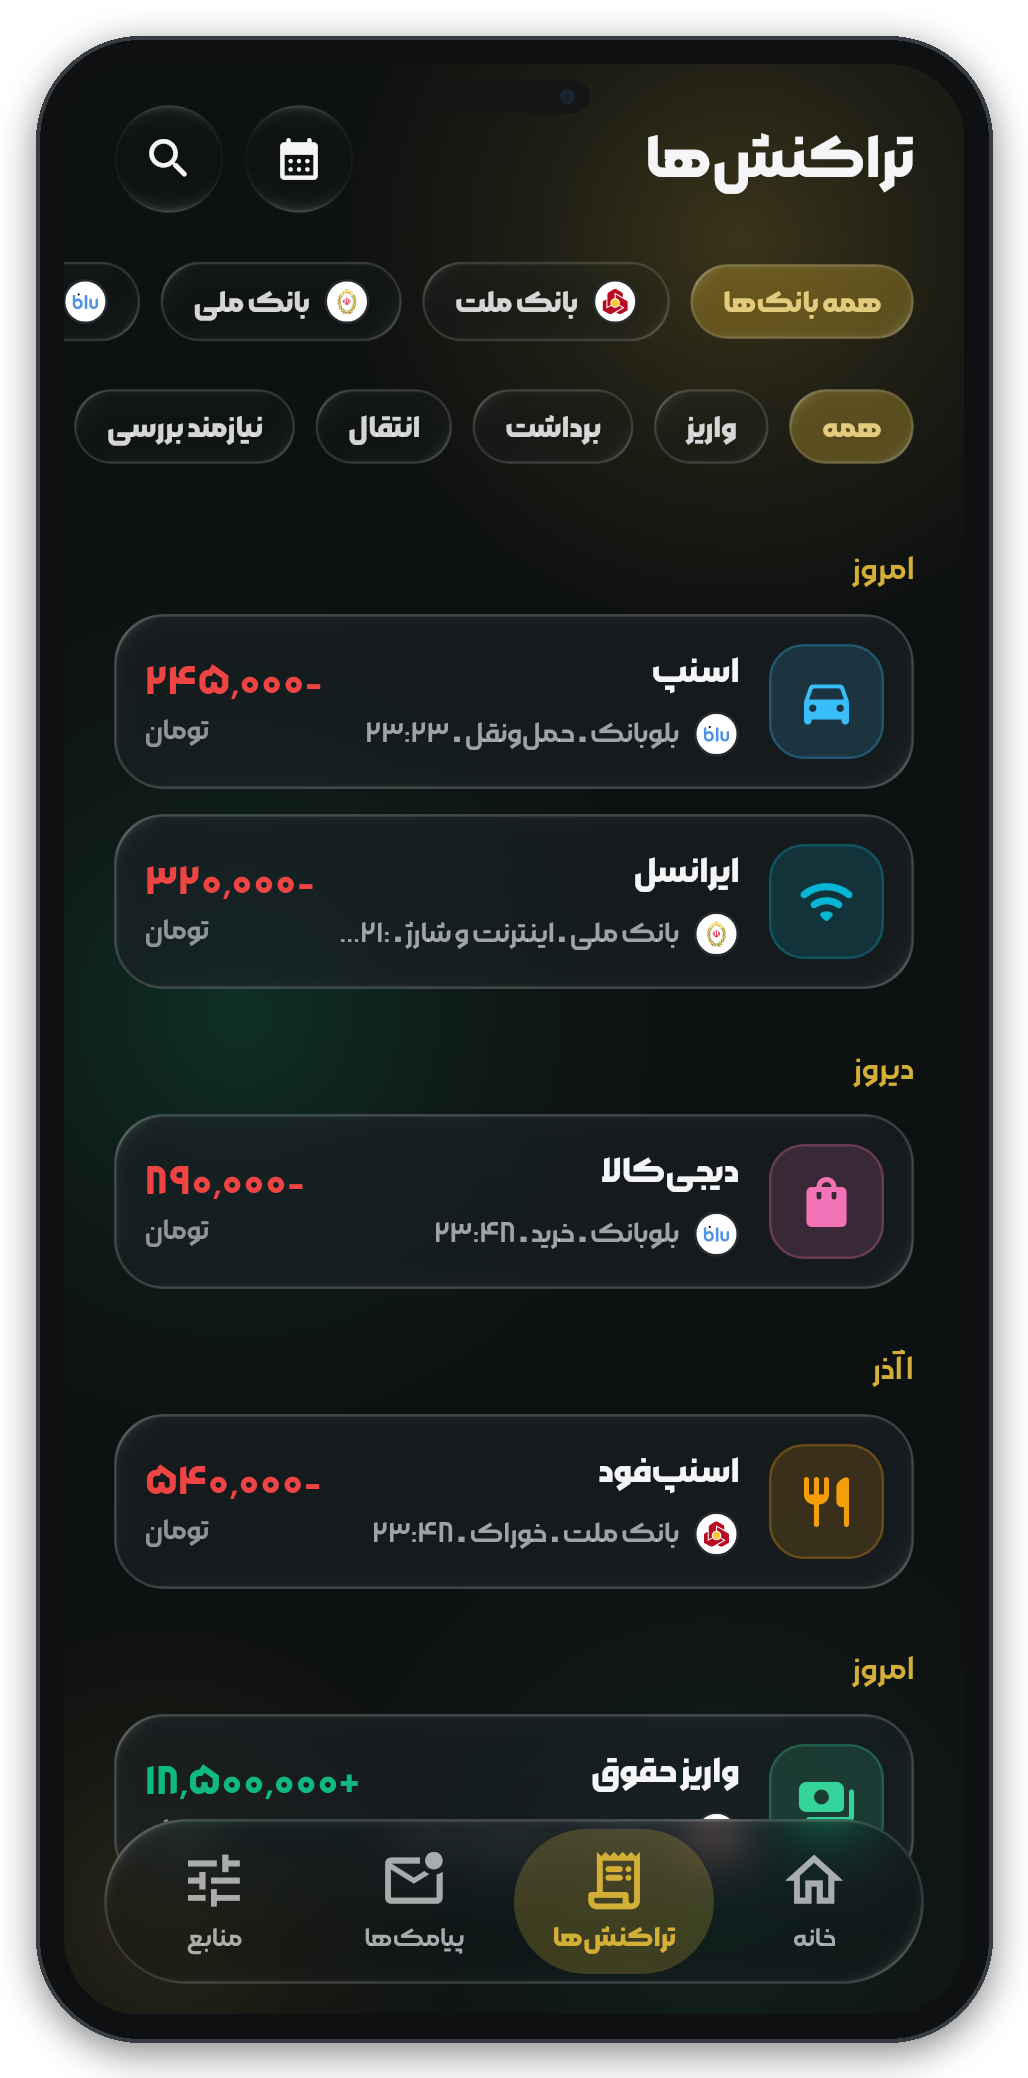 تراکنش‌ها
همه بانک‌ها بانک ملت بانک ملی blu
همه واریز برداشت انتقال نیازمند بررسی
امروز
اسنپ
-۲۴۵,۰۰۰
blu بلوبانک . حمل‌ونقل . ۲۳:۲۳
تومان
ایرانسل
-۳۲۰,۰۰۰
بانک ملی . اینترنت و شارژ . ۲۱:...
تومان
دیروز
دیجی‌کالا
-۸۹۰,۰۰۰
blu بلوبانک . خرید . ۲۳:۴۸
تومان
۱ آذر
اسنپ‌فود
-۵۴۰,۰۰۰
بانک ملت . خوراک . ۲۳:۴۸
تومان
امروز
واریز حقوق
+۱۸,۵۰۰,۰۰۰
خانه تراکنش‌ها پیامک‌ها منابع